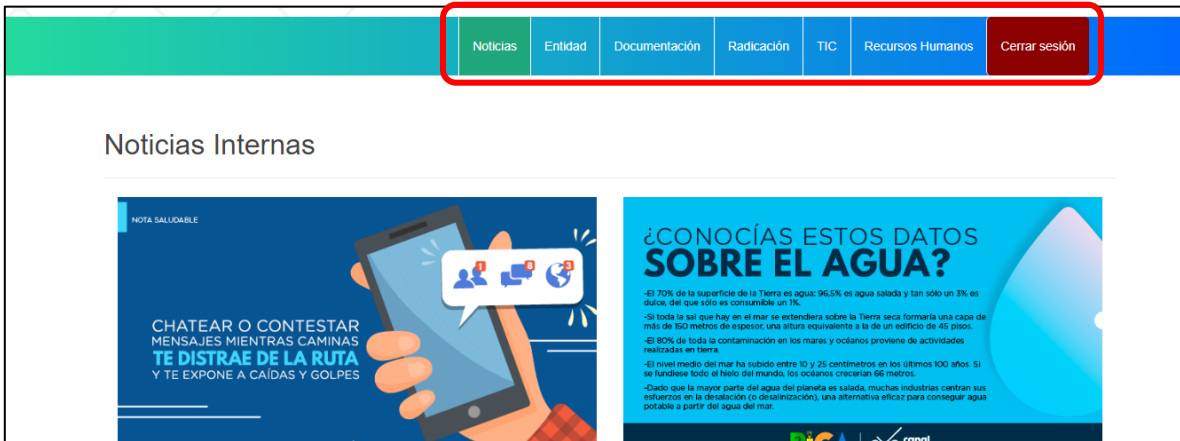 Noticias
Entidad
Documentación
Radicación
TIC
Recursos Humanos
Cerrar sesión
Noticias Internas
NOTA SALUDABLE
1
8
3
CHATEAR O CONTESTAR
MENSAJES MIENTRAS CAMINAS
TE DISTRAE DE LA RUTA
Y TE EXPONE A CAÍDAS Y GOLPES
¿CONOCÍAS ESTOS DATOS
SOBRE EL AGUA?
-El 70% de la superficie de la Tierra es agua: 96,5% es agua salada y tan sólo un 3% es
dulce, del que sólo es consumible un 1%.
-Si toda la sal que hay en el mar se extendiera sobre la Tierra seca formaría una capa de
más de 150 metros de espesor, una altura equivalente a la de un edificio de 45 pisos.
-El 80% de toda la contaminación en los mares y océanos proviene de actividades
realizadas en tierra.
-El nivel medio del mar ha subido entre 10 y 25 centímetros en los últimos 100 años. Si
se fundiese todo el hielo del mundo, los océanos crecerían 66 metros.
-Dado que la mayor parte del agua del planeta es salada, muchas industrias centran sus
esfuerzos en la desalación (o desalinización), una alternativa eficaz para conseguir agua
potable a partir del agua del mar.
canal